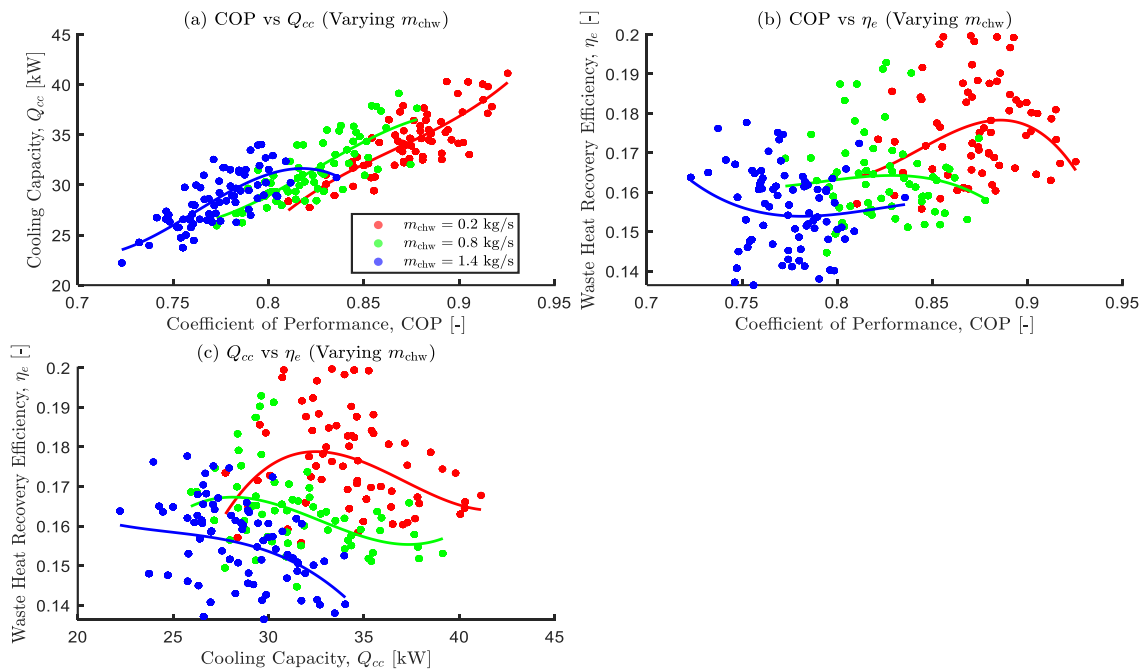 (a) COP vs Q_cc (Varying m_chw)
45
40
35
30
25
20
Cooling Capacity, Q_cc [kW]
0.7 0.75 0.8 0.85 0.9 0.95
Coefficient of Performance, COP [-]
m_chw = 0.2 kg/s
m_chw = 0.8 kg/s
m_chw = 1.4 kg/s
(b) COP vs η_e (Varying m_chw)
0.2
0.19
0.18
0.17
0.16
0.15
0.14
Waste Heat Recovery Efficiency, η_e [-]
0.7 0.75 0.8 0.85 0.9 0.95
Coefficient of Performance, COP [-]
(c) Q_cc vs η_e (Varying m_chw)
0.2
0.19
0.18
0.17
0.16
0.15
0.14
Waste Heat Recovery Efficiency, η_e [-]
20 25 30 35 40 45
Cooling Capacity, Q_cc [kW]